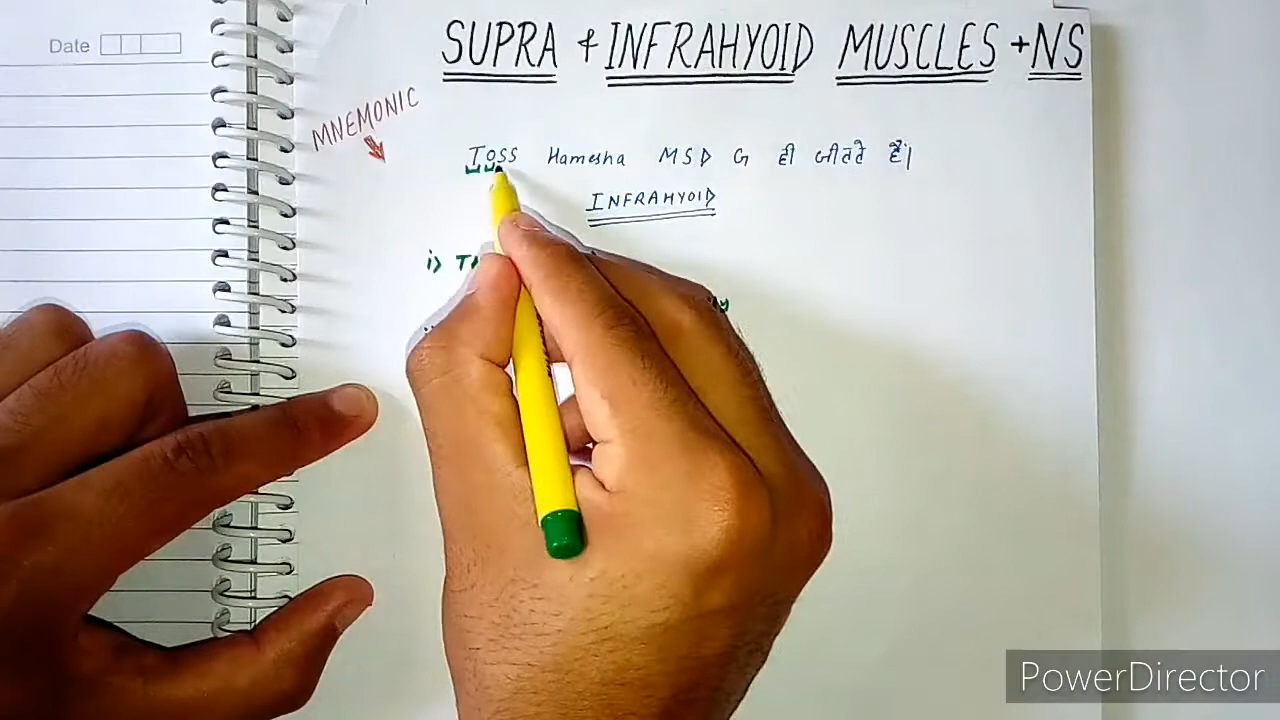 Date
SUPRA & INFRAHYOID MUSCLES + NS
MNEMONIC
TOSS Hamesha MSD G ही जीतते हैं।
INFRAHYOID
i)
PowerDirector